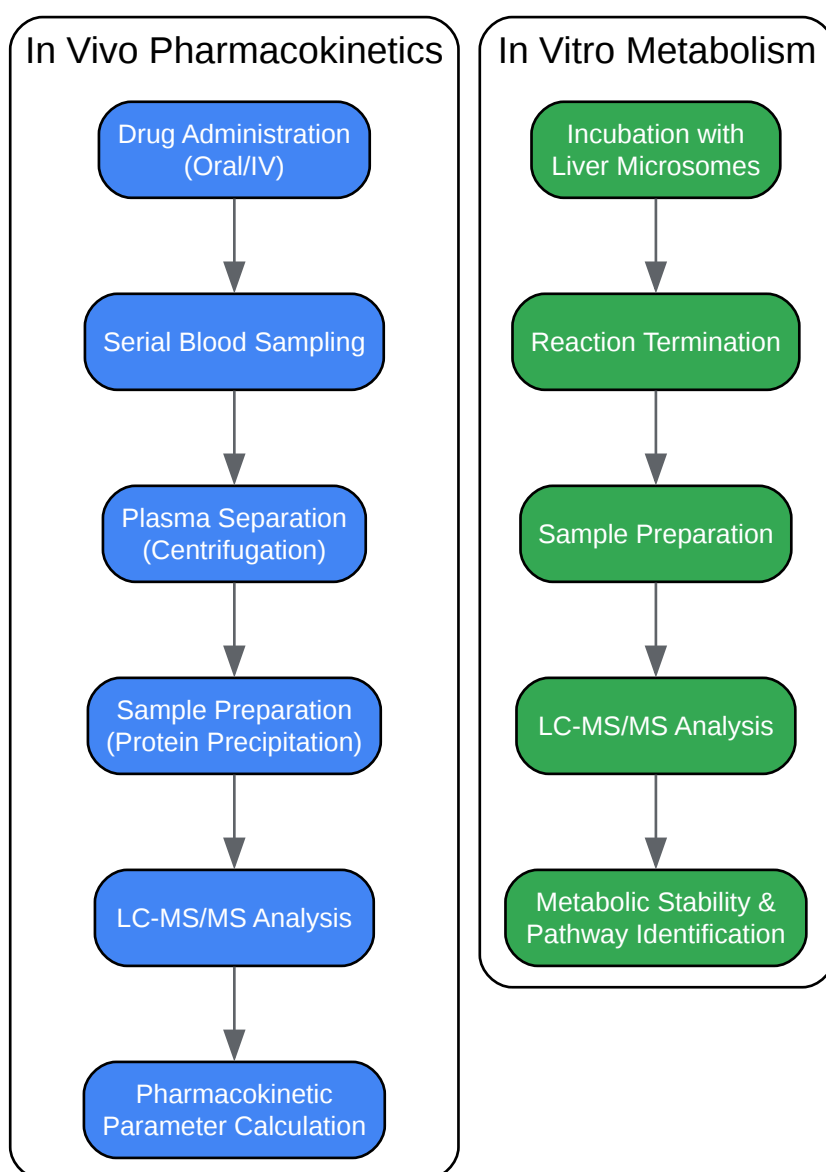 In Vivo Pharmacokinetics
Drug Administration
(Oral/IV)
Serial Blood Sampling
Plasma Separation
(Centrifugation)
Sample Preparation
(Protein Precipitation)
LC-MS/MS Analysis
Pharmacokinetic
Parameter Calculation
In Vitro Metabolism
Incubation with
Liver Microsomes
Reaction Termination
Sample Preparation
LC-MS/MS Analysis
Metabolic Stability &
Pathway Identification